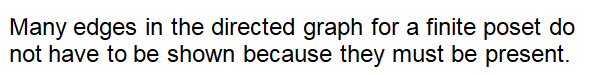 Many edges in the directed graph for a finite poset do
not have to be shown because they must be present.